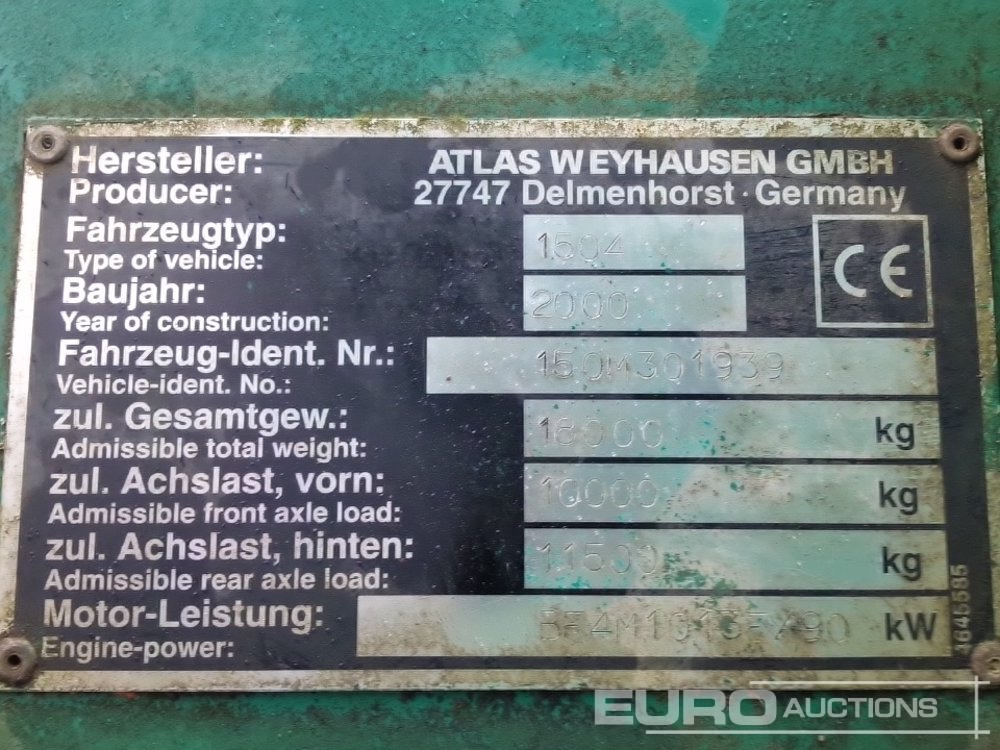 Hersteller: ATLAS WEYHAUSEN GMBH
Producer: 27747 Delmenhorst · Germany
Fahrzeugtyp: 1504
Type of vehicle:
CE
Baujahr: 2000
Year of construction:
Fahrzeug-Ident. Nr.: 150M301939
Vehicle-ident. No.:
zul. Gesamtgew.: 18000 kg
Admissible total weight:
zul. Achslast, vorn: 10000 kg
Admissible front axle load:
zul. Achslast, hinten: 11500 kg
Admissible rear axle load:
Motor-Leistung: kW
Engine-power:
3645585
EURO AUCTIONS